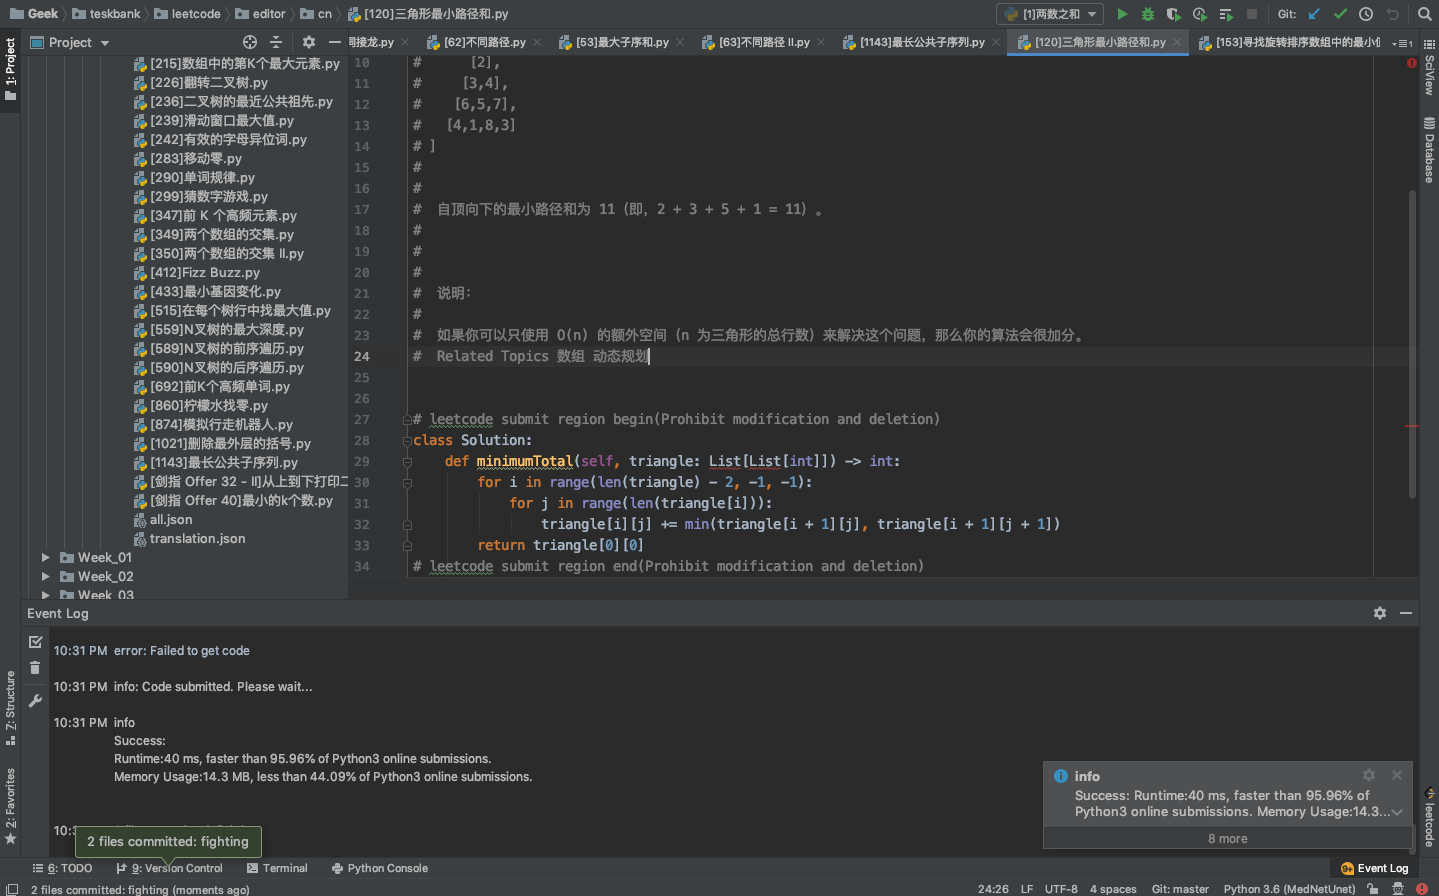 Geek
teskbank
leetcode
editor
cn
[120]三角形最小路径和.py
[1]两数之和
Git:
1: Project
Project
词接龙.py
[62]不同路径.py
[53]最大子序和.py
[63]不同路径 II.py
[1143]最长公共子序列.py
[120]三角形最小路径和.py
[153]寻找旋转排序数组中的最小
[215]数组中的第K个最大元素.py
[226]翻转二叉树.py
[236]二叉树的最近公共祖先.py
[239]滑动窗口最大值.py
[242]有效的字母异位词.py
[283]移动零.py
[290]单词规律.py
[299]猜数字游戏.py
[347]前 K 个高频元素.py
[349]两个数组的交集.py
[350]两个数组的交集 II.py
[412]Fizz Buzz.py
[433]最小基因变化.py
[515]在每个树行中找最大值.py
[559]N叉树的最大深度.py
[589]N叉树的前序遍历.py
[590]N叉树的后序遍历.py
[692]前K个高频单词.py
[860]柠檬水找零.py
[874]模拟行走机器人.py
[1021]删除最外层的括号.py
[1143]最长公共子序列.py
[剑指 Offer 32 - II]从上到下打印二
[剑指 Offer 40]最小的k个数.py
all.json
translation.json
Week_01
Week_02
Week_03
10 # [2],
11 # [3,4],
12 # [6,5,7],
13 # [4,1,8,3]
14 # ]
15 #
16 #
17 # 自顶向下的最小路径和为 11（即，2 + 3 + 5 + 1 = 11）。
18 #
19 #
20 #
21 # 说明：
22 #
23 # 如果你可以只使用 O(n) 的额外空间（n 为三角形的总行数）来解决这个问题，那么你的算法会很加分。
24 # Related Topics 数组 动态规划
25
26
27 # leetcode submit region begin(Prohibit modification and deletion)
28 class Solution:
29 def minimumTotal(self, triangle: List[List[int]]) -> int:
30 for i in range(len(triangle) - 2, -1, -1):
31 for j in range(len(triangle[i])):
32 triangle[i][j] += min(triangle[i + 1][j], triangle[i + 1][j + 1])
33 return triangle[0][0]
34 # leetcode submit region end(Prohibit modification and deletion)
SciView
Database
leetcode
Z: Structure
2: Favorites
Event Log
10:31 PM error: Failed to get code
10:31 PM info: Code submitted. Please wait...
10:31 PM info
Success:
Runtime:40 ms, faster than 95.96% of Python3 online submissions.
Memory Usage:14.3 MB, less than 44.09% of Python3 online submissions.
2 files committed: fighting
info
Success: Runtime:40 ms, faster than 95.96% of
Python3 online submissions. Memory Usage:14.3...
8 more
6: TODO
9: Version Control
Terminal
Python Console
9+ Event Log
2 files committed: fighting (moments ago)
24:26 LF UTF-8 4 spaces Git: master Python 3.6 (MedNetUnet)